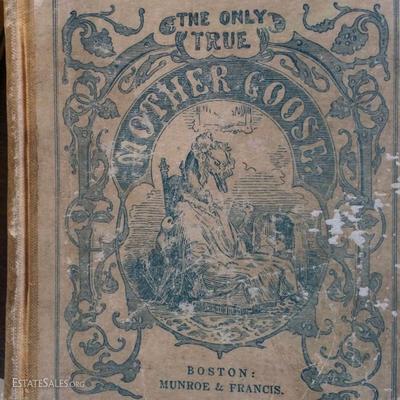 THE ONLY
TRUE
MOTHER GOOSE.
BOSTON:
MUNROE & FRANCIS.
ESTATESALES.ORG